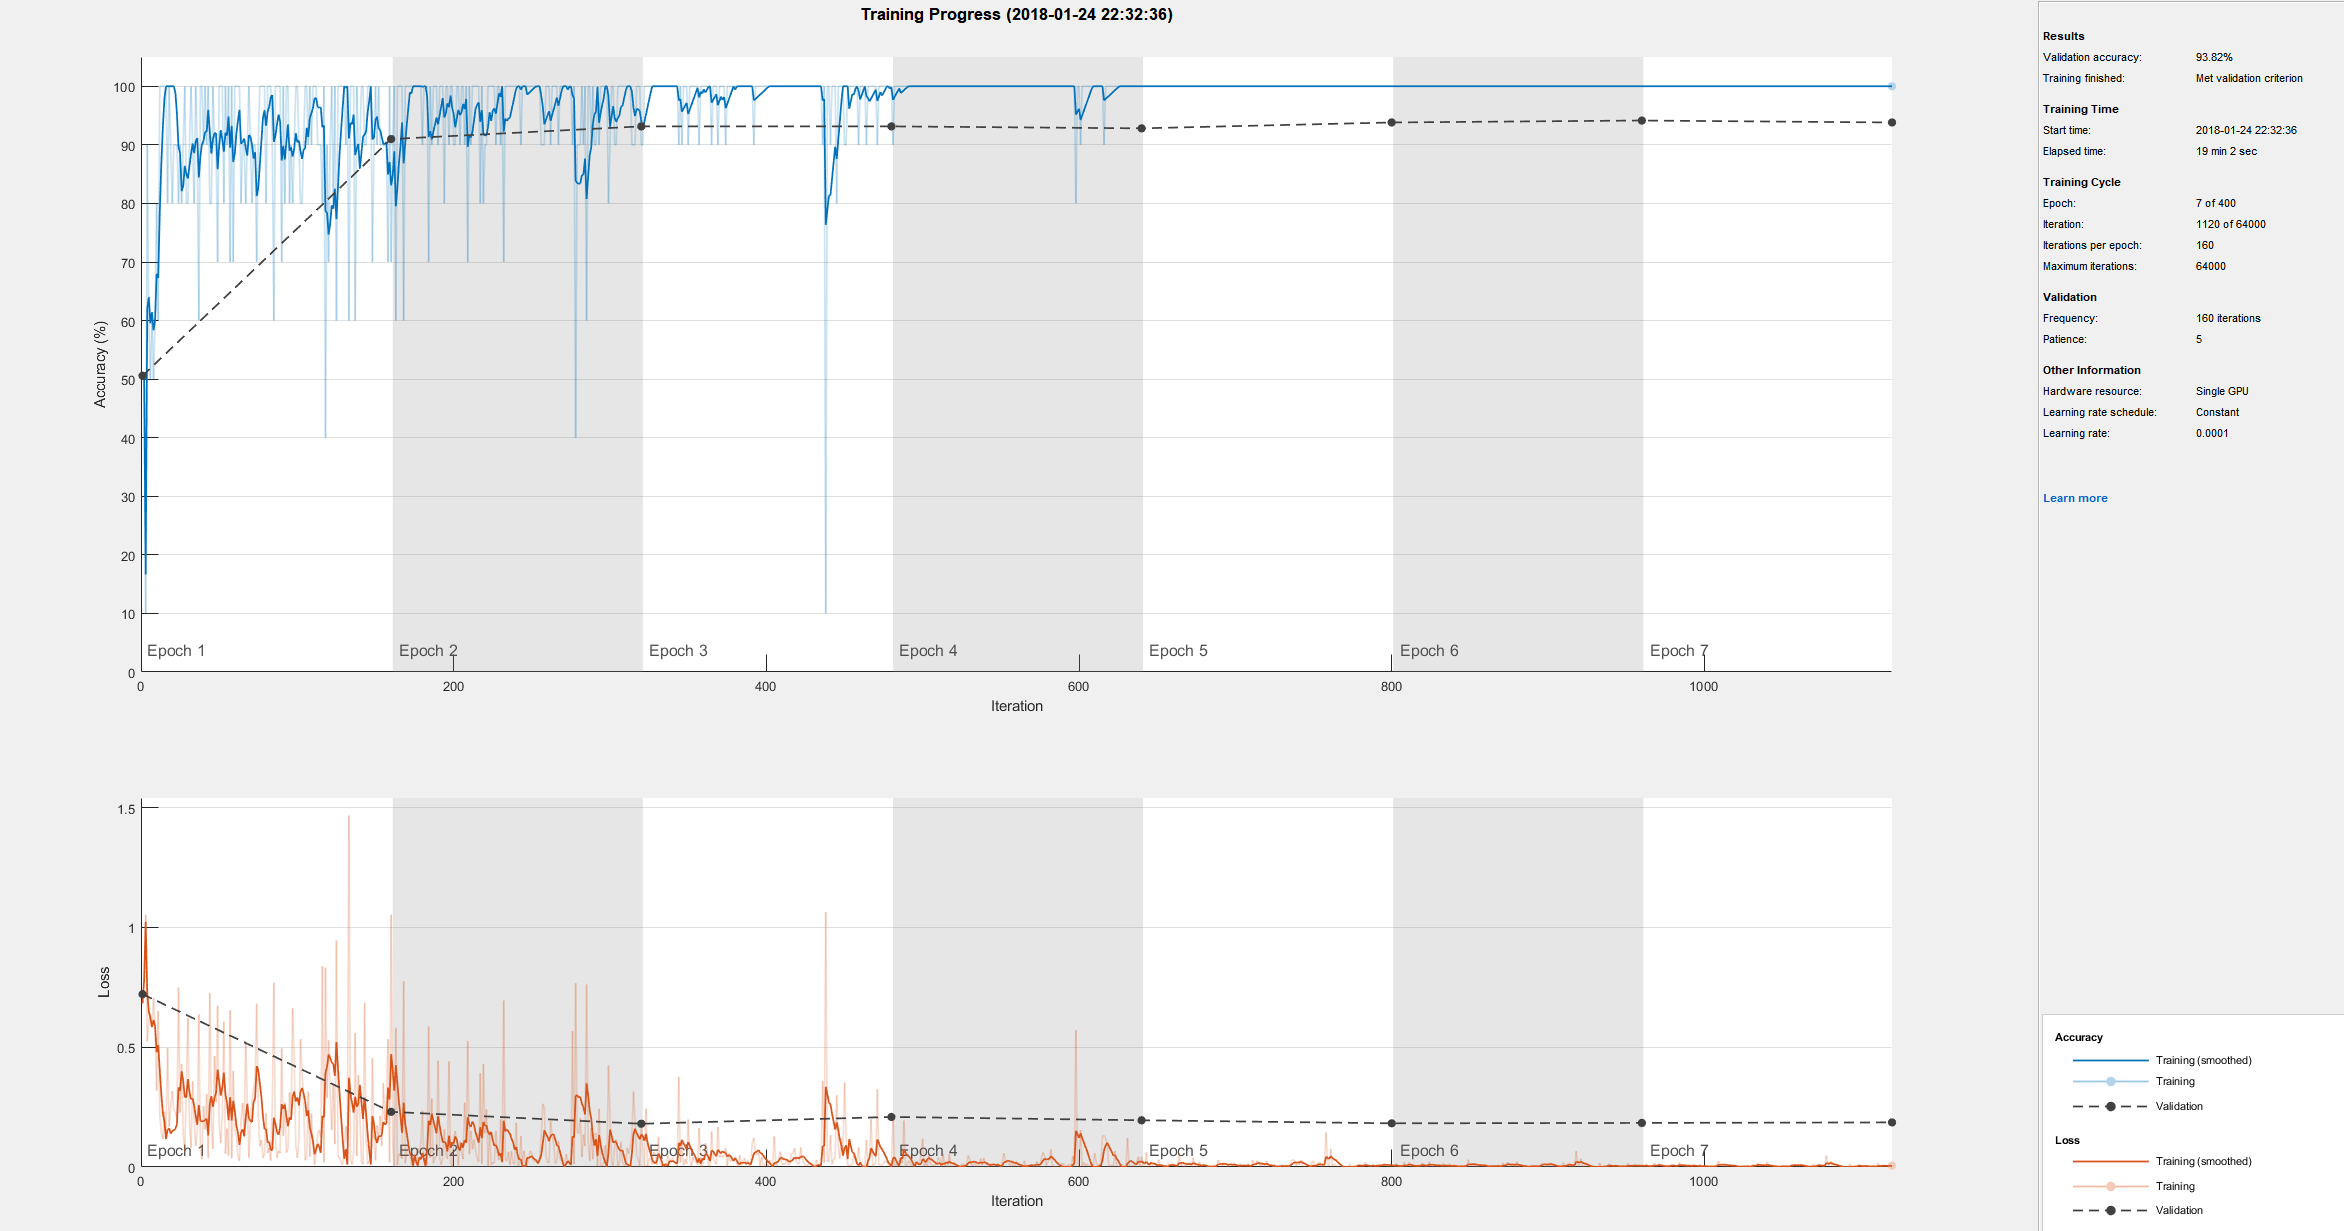 Training Progress (2018-01-24 22:32:36)
100
90
80
70
60
50
40
30
20
10
0
Accuracy (%)
Epoch 1
Epoch 2
Epoch 3
Epoch 4
Epoch 5
Epoch 6
Epoch 7
0
200
400
600
800
1000
Iteration
1.5
1
0.5
0
Loss
Epoch 1
Epoch 2
Epoch 3
Epoch 4
Epoch 5
Epoch 6
Epoch 7
0
200
400
600
800
1000
Iteration
Results
Validation accuracy: 93.82%
Training finished: Met validation criterion
Training Time
Start time: 2018-01-24 22:32:36
Elapsed time: 19 min 2 sec
Training Cycle
Epoch: 7 of 400
Iteration: 1120 of 64000
Iterations per epoch: 160
Maximum iterations: 64000
Validation
Frequency: 160 iterations
Patience: 5
Other Information
Hardware resource: Single GPU
Learning rate schedule: Constant
Learning rate: 0.0001
Learn more
Accuracy
Training (smoothed)
Training
Validation
Loss
Training (smoothed)
Training
Validation